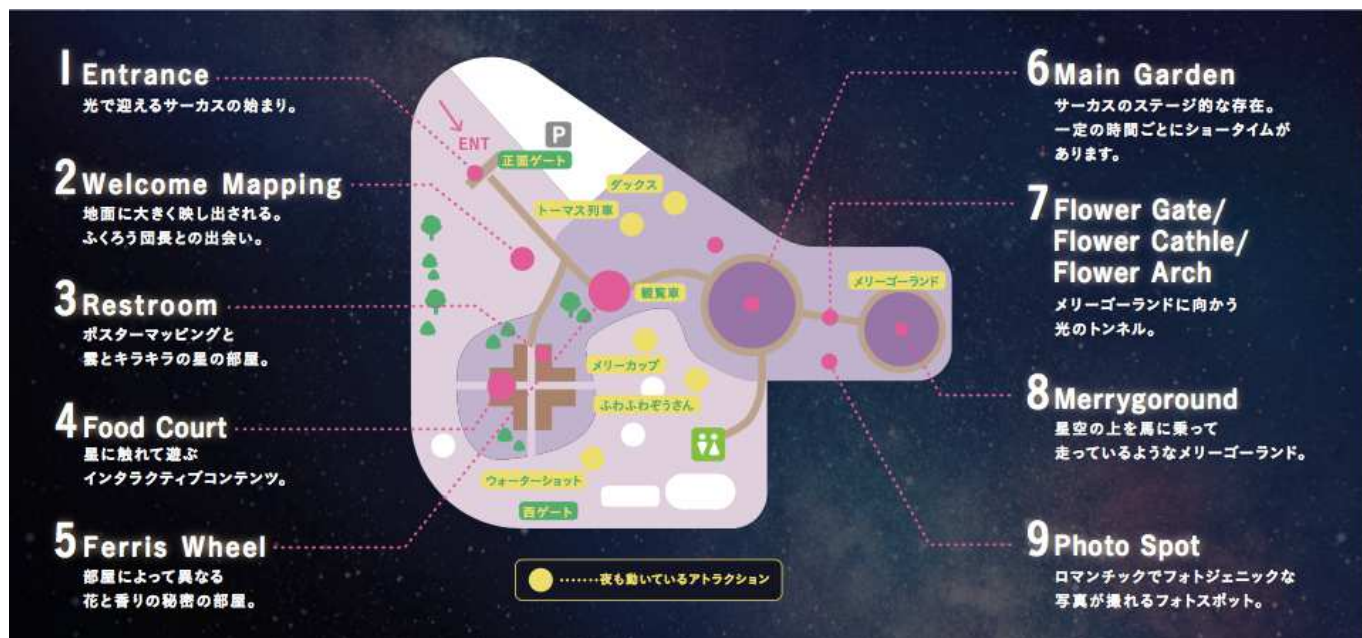 1 Entrance
光で迎えるサーカスの始まり。
2 Welcome Mapping
地面に大きく映し出される。
ふくろう団長との出会い。
3 Restroom
ポスターマッピングと
雲とキラキラの星の部屋。
4 Food Court
星に触れて遊ぶ
インタラクティブコンテンツ。
5 Ferris Wheel
部屋によって異なる
花と香りの秘密の部屋。
ENT
P
正面ゲート
ダックス
トーマス列車
観覧車
メリーゴーランド
メリーカップ
ふわふわぞうさん
ウォーターショット
西ゲート
・・・・・・・夜も動いているアトラクション
6 Main Garden
サーカスのステージ的な存在。
一定の時間ごとにショータイムが
あります。
7 Flower Gate/
Flower Cathle/
Flower Arch
メリーゴーランドに向かう
光のトンネル。
8 Merrygoround
星空の上を馬に乗って
走っているようなメリーゴーランド。
9 Photo Spot
ロマンチックでフォトジェニックな
写真が撮れるフォトスポット。